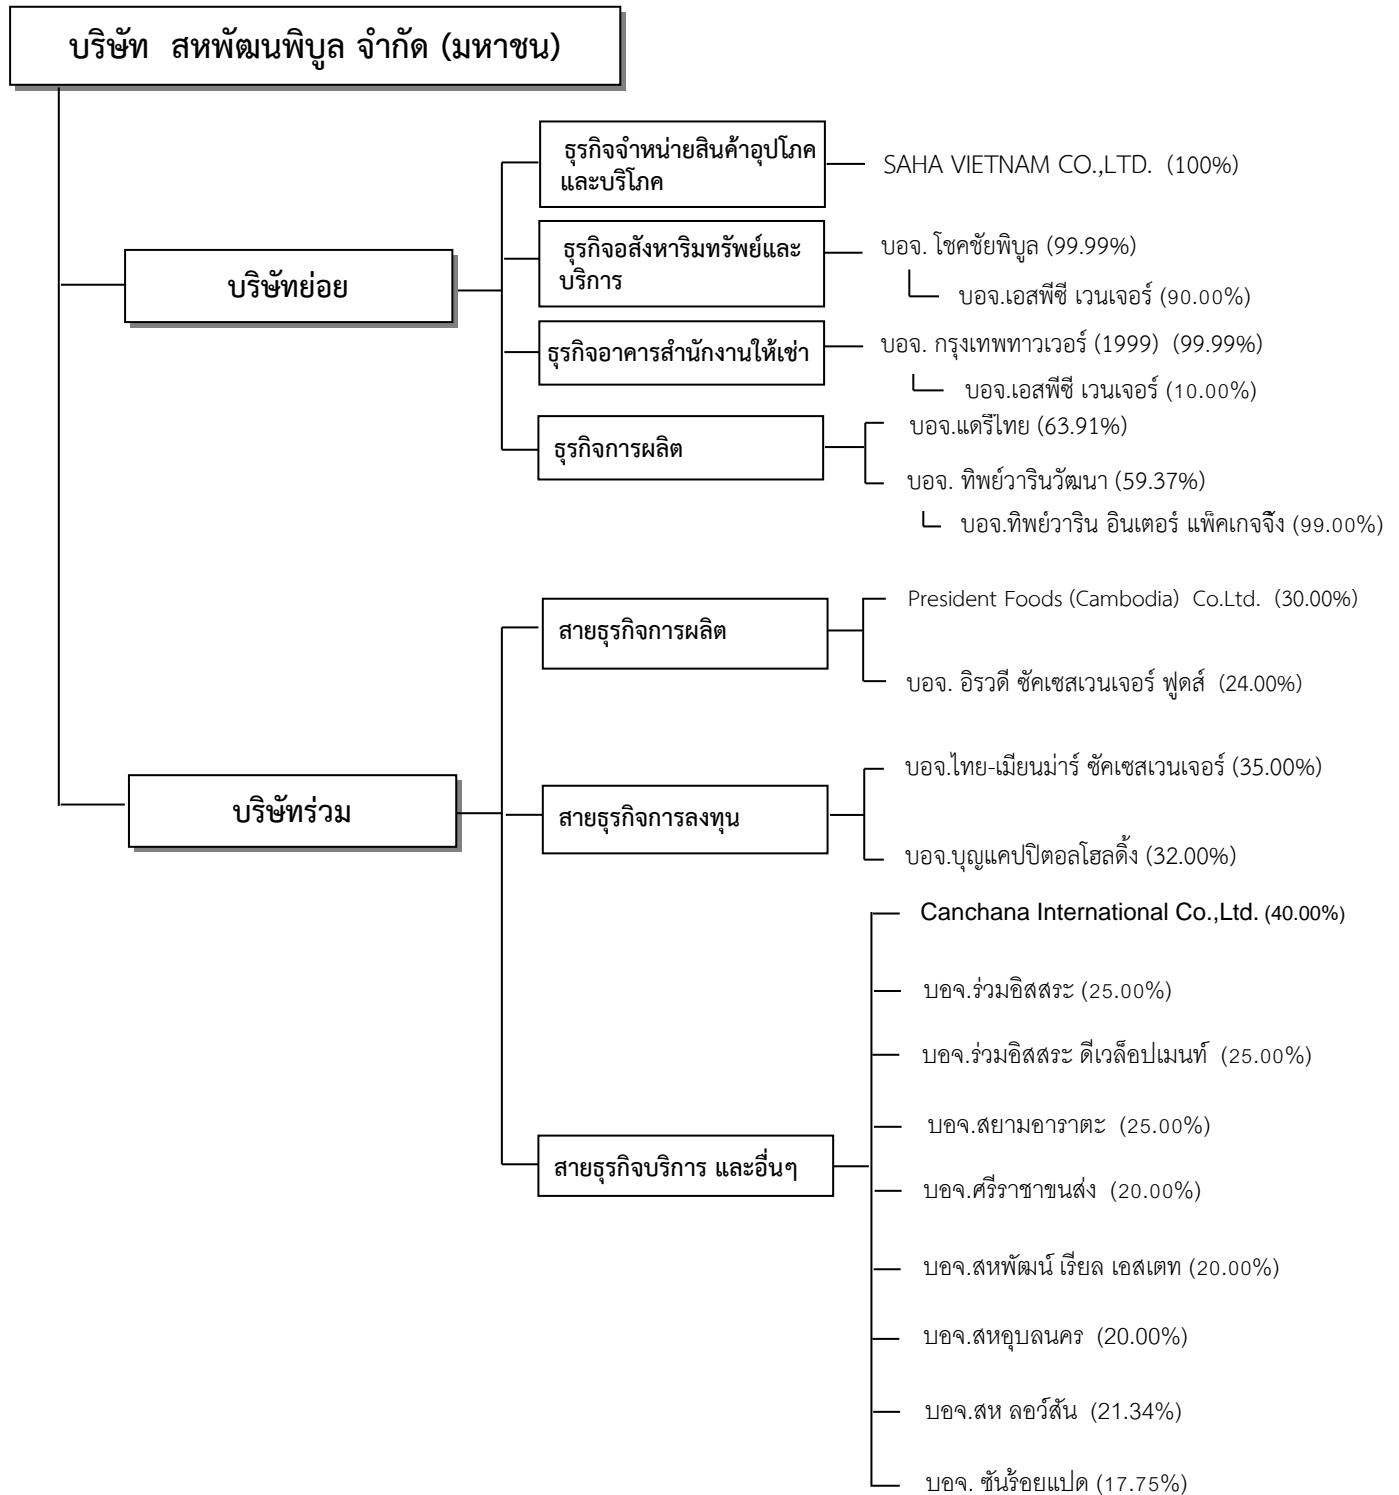 บริษัท สหพัฒนพิบูล จำกัด (มหาชน)
ธุรกิจจำหน่ายสินค้าอุปโภค
และบริโภค
SAHA VIETNAM CO.,LTD. (100%)
บริษัทย่อย
ธุรกิจอสังหาริมทรัพย์และ
บริการ
บอจ. โชคชัยพิบูล (99.99%)
บอจ.เอสพีซี เวนเจอร์ (90.00%)
ธุรกิจอาคารสำนักงานให้เช่า
บอจ. กรุงเทพทาวเวอร์ (1999) (99.99%)
บอจ.เอสพีซี เวนเจอร์ (10.00%)
ธุรกิจการผลิต
บอจ.แดรี่ไทย (63.91%)
บอจ. ทิพย์วารินวัฒนา (59.37%)
บอจ.ทิพย์วาริน อินเตอร์ แพ็คเกจจิ้ง (99.00%)
สายธุรกิจการผลิต
President Foods (Cambodia) Co.Ltd. (30.00%)
บอจ. อิรวดี ซัคเซสเวนเจอร์ ฟูดส์ (24.00%)
บริษัทร่วม
สายธุรกิจการลงทุน
บอจ.ไทย-เมียนม่าร์ ซัคเซสเวนเจอร์ (35.00%)
บอจ.บุญแคปปิตอลโฮลดิ้ง (32.00%)
สายธุรกิจบริการ และอื่นๆ
Canchana International Co.,Ltd. (40.00%)
บอจ.ร่วมอิสสระ (25.00%)
บอจ.ร่วมอิสสระ ดีเวล็อปเมนท์ (25.00%)
บอจ.สยามอาราตะ (25.00%)
บอจ.ศรีราชาขนส่ง (20.00%)
บอจ.สหพัฒน์ เรียล เอสเตท (20.00%)
บอจ.สหอุบลนคร (20.00%)
บอจ.สห ลอว์สัน (21.34%)
บอจ. ซันร้อยแปด (17.75%)